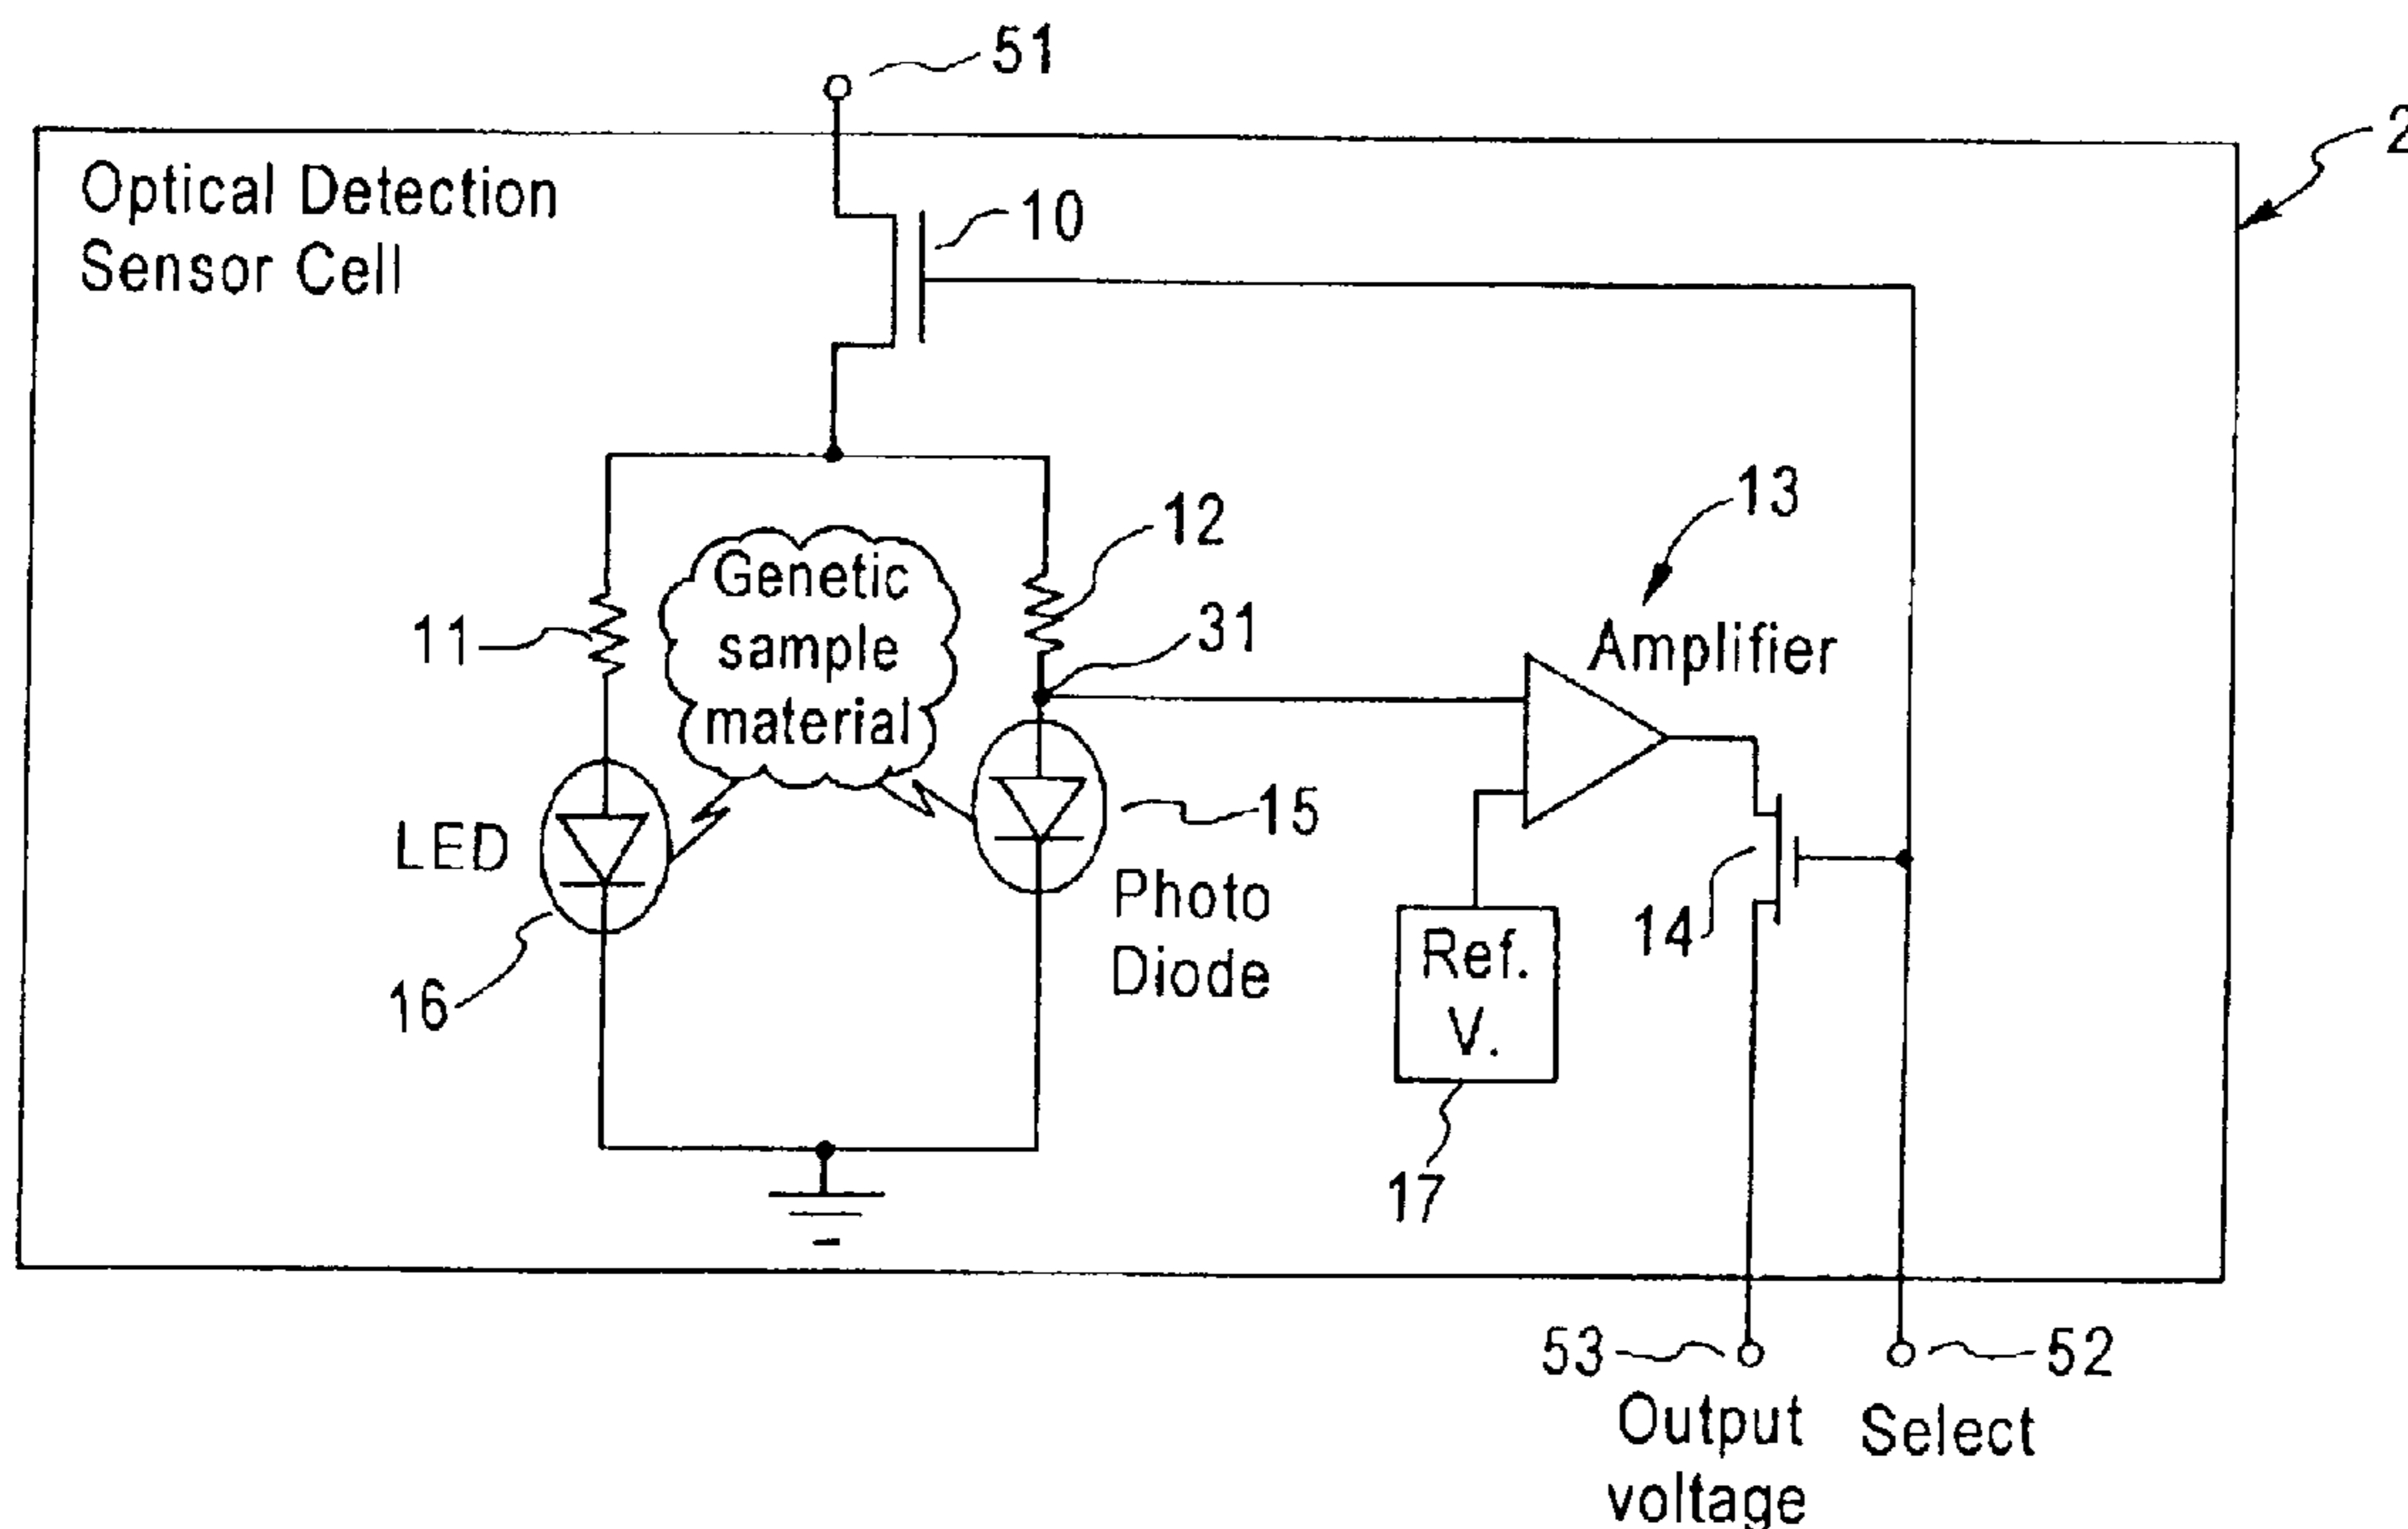 51
2
Optical Detection
Sensor Cell
10
13
12
Genetic
sample
material
11
31
Amplifier
LED
15
Photo
Diode
14
Ref.
V.
16
17
53
52
Output
voltage
Select